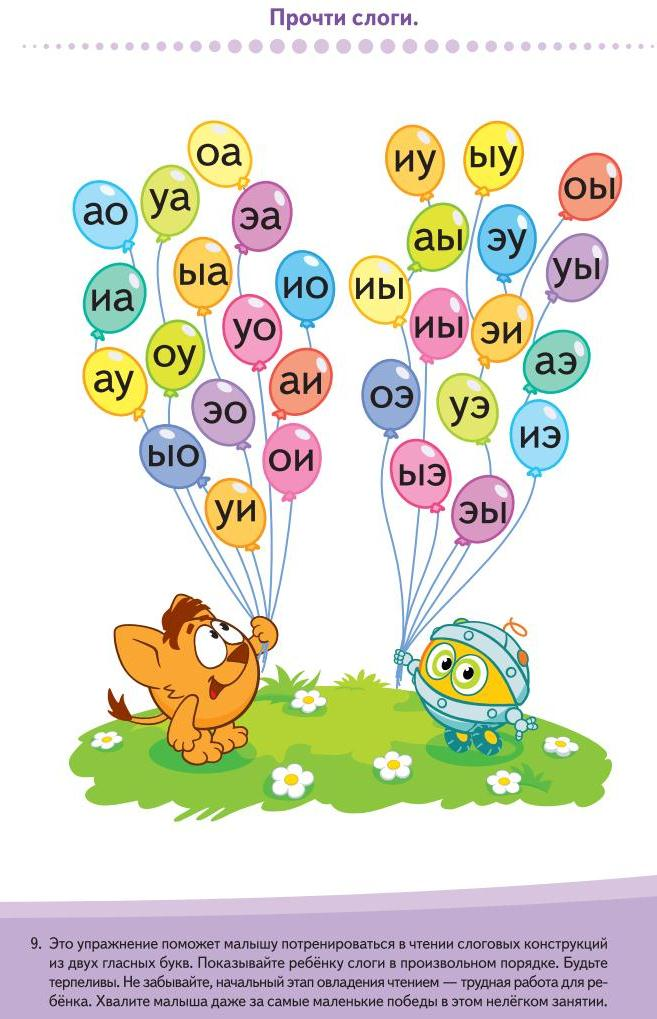 Прочти слоги.
оа
уа
ао
эа
ыа
ио
иа
уо
оу
ау
аи
эо
ыо
ои
уи
иу
ыу
оы
аы
эу
уы
иы
иы
эи
аэ
оэ
уэ
иэ
ыэ
эы
9. Это упражнение поможет малышу потренироваться в чтении слоговых конструкций
из двух гласных букв. Показывайте ребёнку слоги в произвольном порядке. Будьте
терпеливы. Не забывайте, начальный этап овладения чтением — трудная работа для ре-
бёнка. Хвалите малыша даже за самые маленькие победы в этом нелёгком занятии.